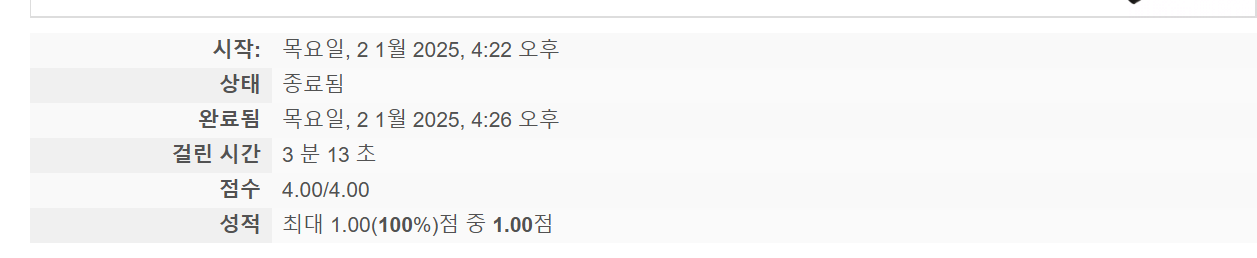 시작: 목요일, 2 1월 2025, 4:22 오후
상태 종료됨
완료됨 목요일, 2 1월 2025, 4:26 오후
걸린 시간 3 분 13 초
점수 4.00/4.00
성적 최대 1.00(100%)점 중 1.00점